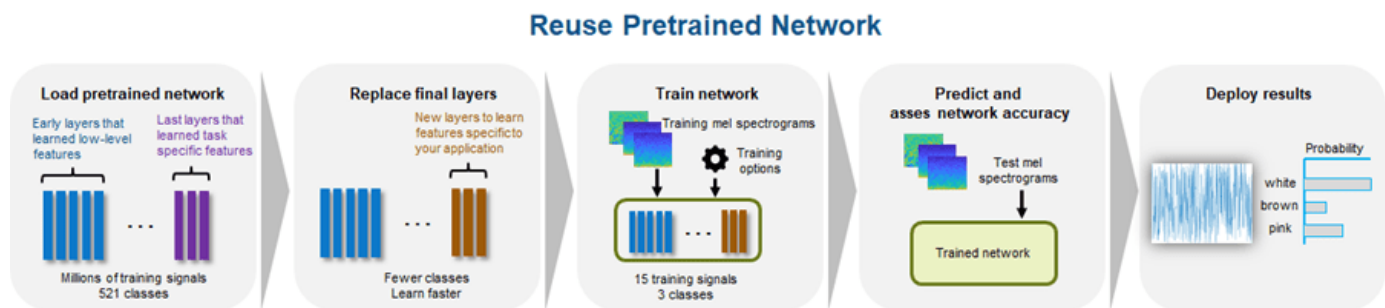 Reuse Pretrained Network
Load pretrained network
Early layers that
learned low-level
features
Last layers that
learned task
specific features
. . .
Millions of training signals
521 classes
Replace final layers
New layers to learn
features specific to
your application
. . .
Fewer classes
Learn faster
Train network
Training mel spectrograms
Training
options
. . .
15 training signals
3 classes
Predict and
asses network accuracy
Test mel
spectrograms
Trained network
Deploy results
Probability
white
brown
pink